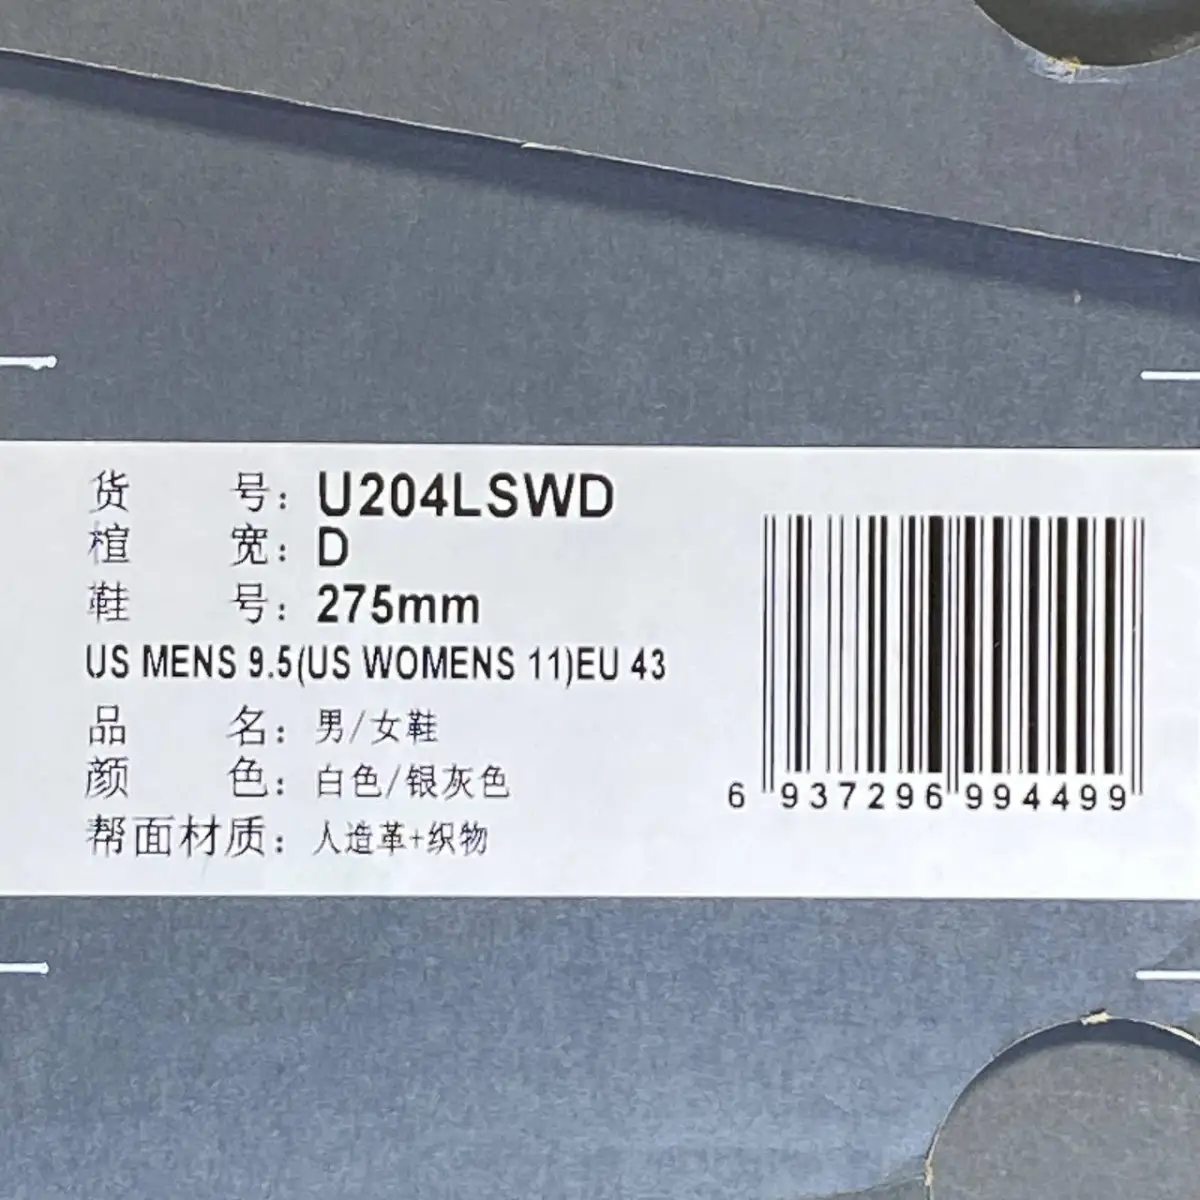 货号：U204LSWD
楦宽：D
鞋号：275mm
US MENS 9.5(US WOMENS 11)EU 43
品名：男/女鞋
颜色：白色/银灰色
帮面材质：人造革+织物
6 937296 994499